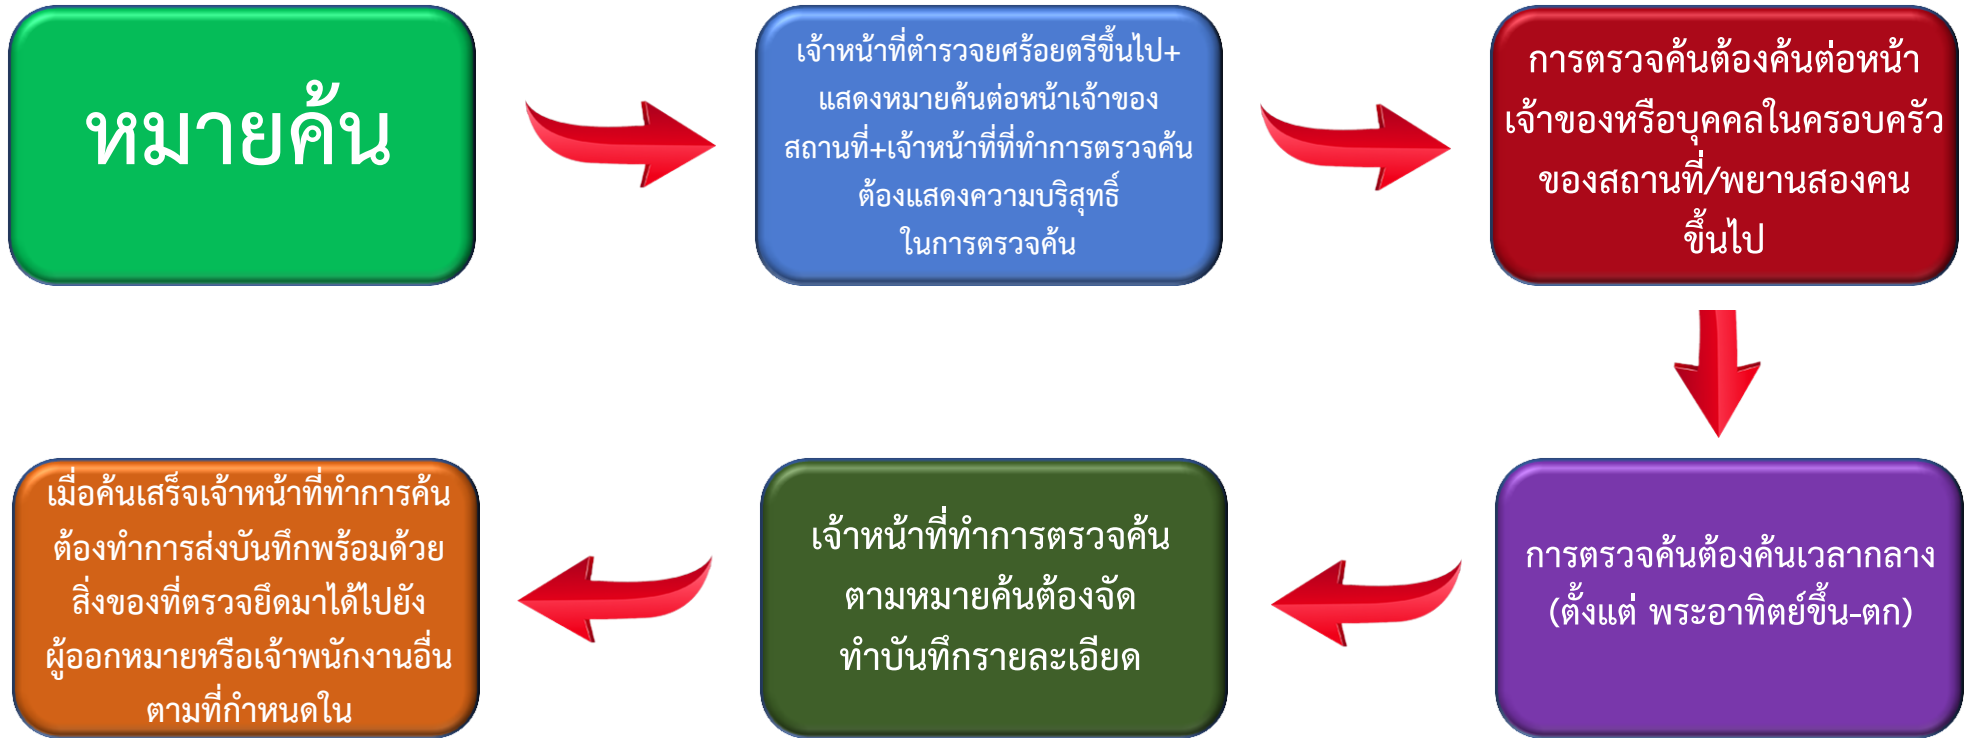 หมายค้น
เจ้าหน้าที่ตำรวจยศร้อยตรีขึ้นไป+
แสดงหมายค้นต่อหน้าเจ้าของ
สถานที่+เจ้าหน้าที่ที่ทำการตรวจค้น
ต้องแสดงความบริสุทธิ์
ในการตรวจค้น
การตรวจค้นต้องค้นต่อหน้า
เจ้าของหรือบุคคลในครอบครัว
ของสถานที่/พยานสองคน
ขึ้นไป
การตรวจค้นต้องค้นเวลากลาง
(ตั้งแต่ พระอาทิตย์ขึ้น-ตก)
เจ้าหน้าที่ทำการตรวจค้น
ตามหมายค้นต้องจัด
ทำบันทึกรายละเอียด
เมื่อค้นเสร็จเจ้าหน้าที่ทำการค้น
ต้องทำการส่งบันทึกพร้อมด้วย
สิ่งของที่ตรวจยึดมาได้ไปยัง
ผู้ออกหมายหรือเจ้าพนักงานอื่น
ตามที่กำหนดใน